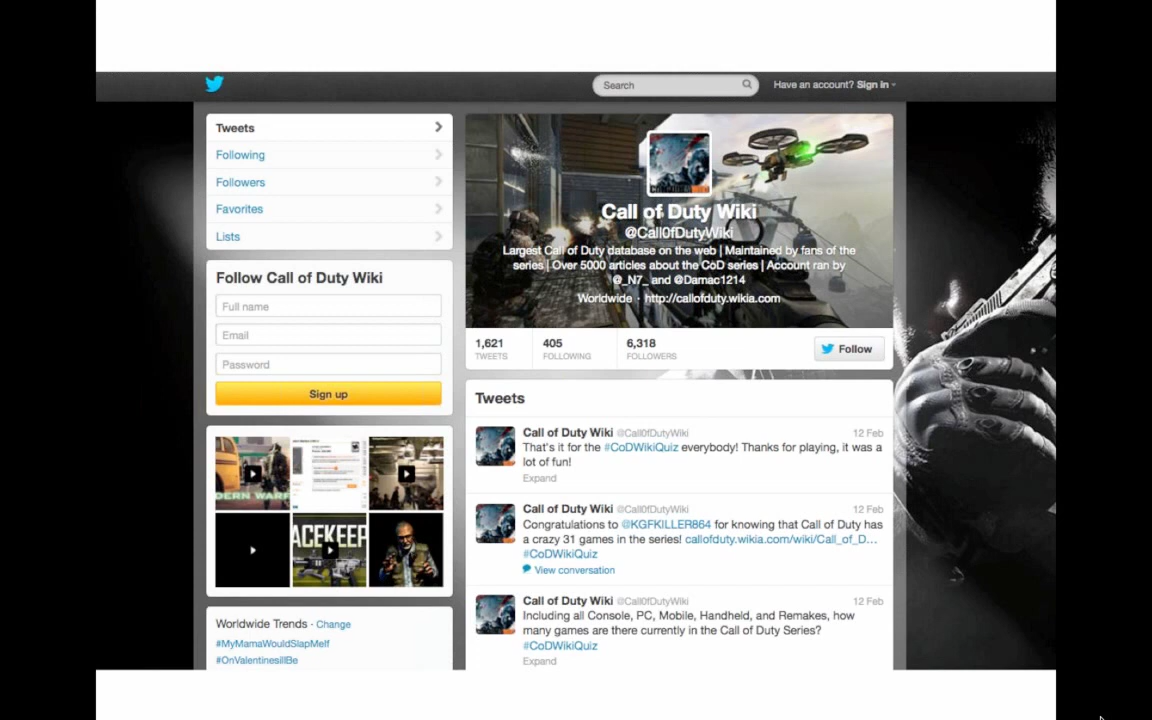 Search
Have an account? Sign in
Tweets
Following
Followers
Favorites
Lists
Follow Call of Duty Wiki
Full name
Email
Password
Sign up
DERN WARF
ACEKEEP
Worldwide Trends · Change
#MyMamaWouldSlapMeIf
#OnValentinesIllBe
Call of Duty Wiki
@Call0fDutyWiki
Largest Call of Duty database on the web | Maintained by fans of the
series | Over 5000 articles about the CoD series | Account ran by
@_N7_ and @Damac1214
Worldwide · http://callofduty.wikia.com
1,621
TWEETS
405
FOLLOWING
6,318
FOLLOWERS
Follow
Tweets
Call of Duty Wiki @Call0fDutyWiki 12 Feb
That's it for the #CoDWikiQuiz everybody! Thanks for playing, it was a
lot of fun!
Expand
Call of Duty Wiki @Call0fDutyWiki 12 Feb
Congratulations to @KGFKILLER864 for knowing that Call of Duty has
a crazy 31 games in the series! callofduty.wikia.com/wiki/Call_of_D...
#CoDWikiQuiz
View conversation
Call of Duty Wiki @Call0fDutyWiki 12 Feb
Including all Console, PC, Mobile, Handheld, and Remakes, how
many games are there currently in the Call of Duty Series?
#CoDWikiQuiz
Expand